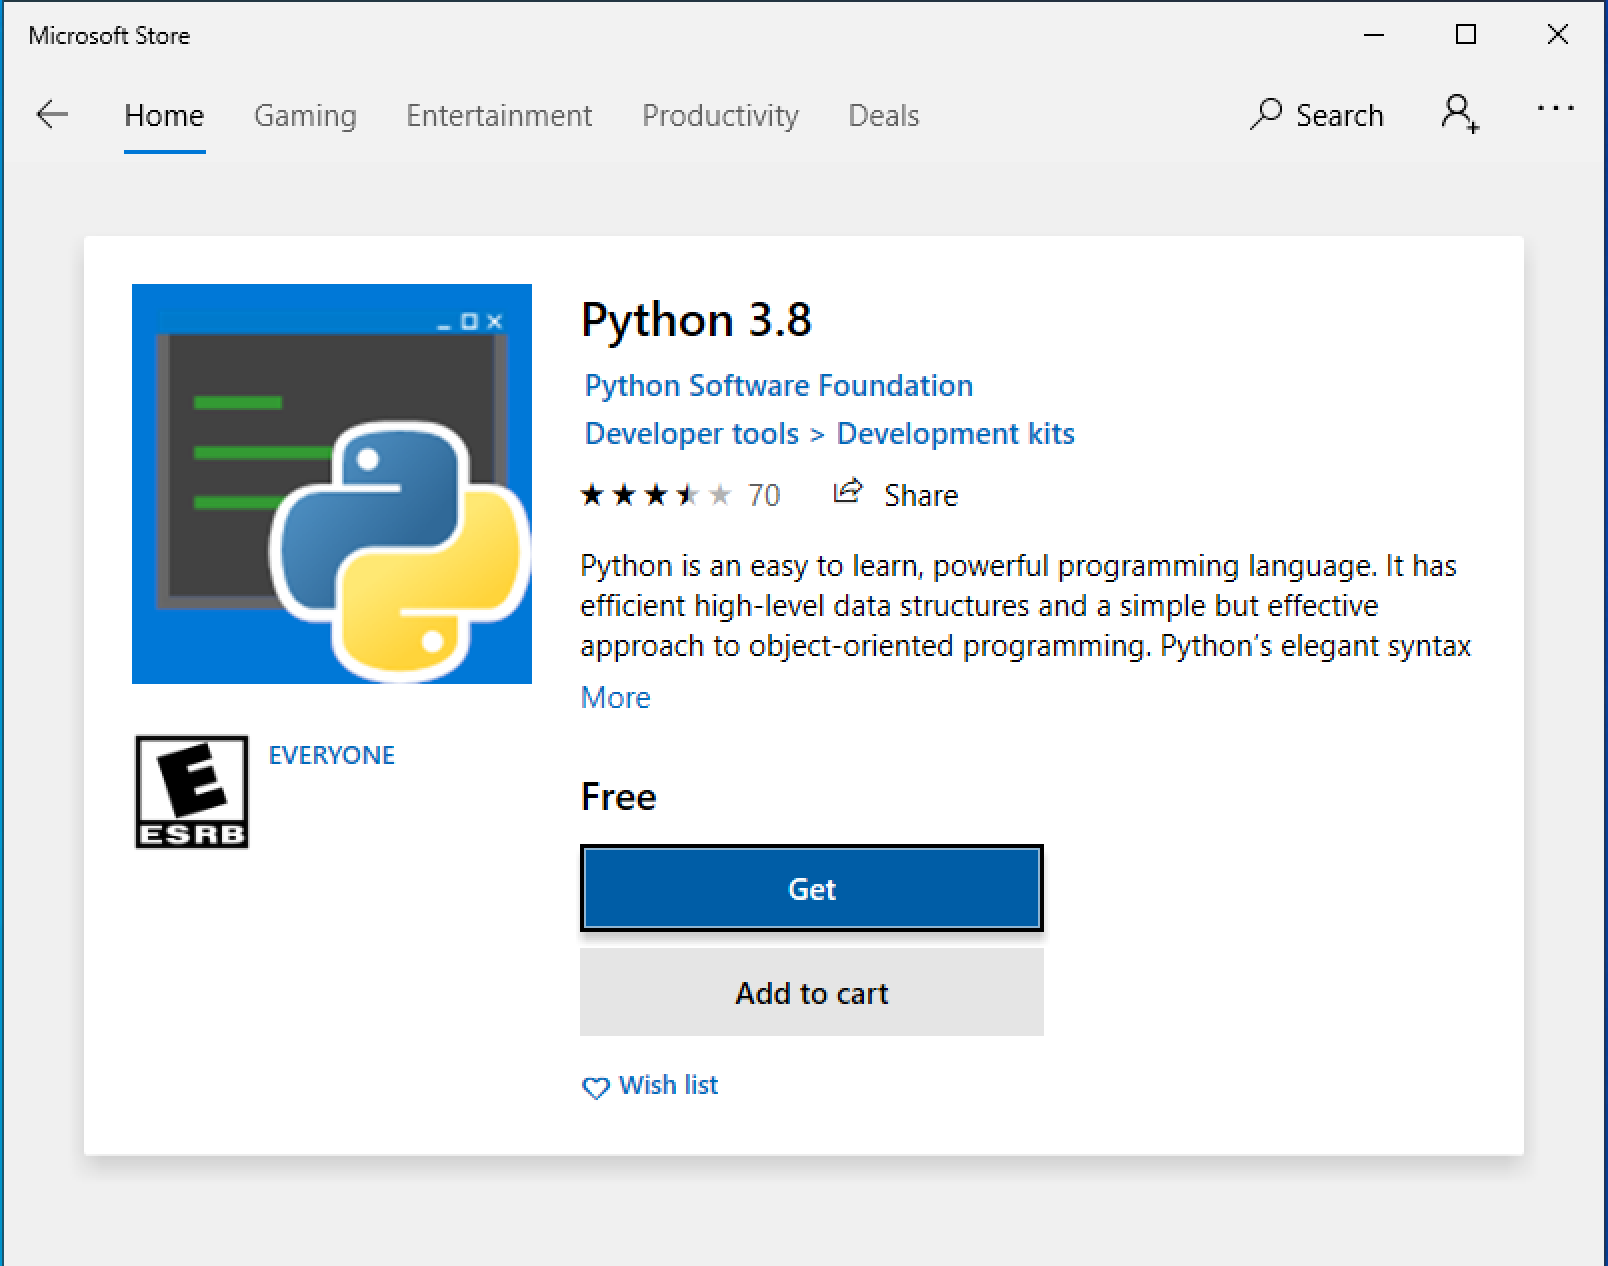 Microsoft Store
Home Gaming Entertainment Productivity Deals Search
Python 3.8
Python Software Foundation
Developer tools > Development kits
70 Share
Python is an easy to learn, powerful programming language. It has
efficient high-level data structures and a simple but effective
approach to object-oriented programming. Python’s elegant syntax
More
E
ESRB
EVERYONE
Free
Get
Add to cart
Wish list